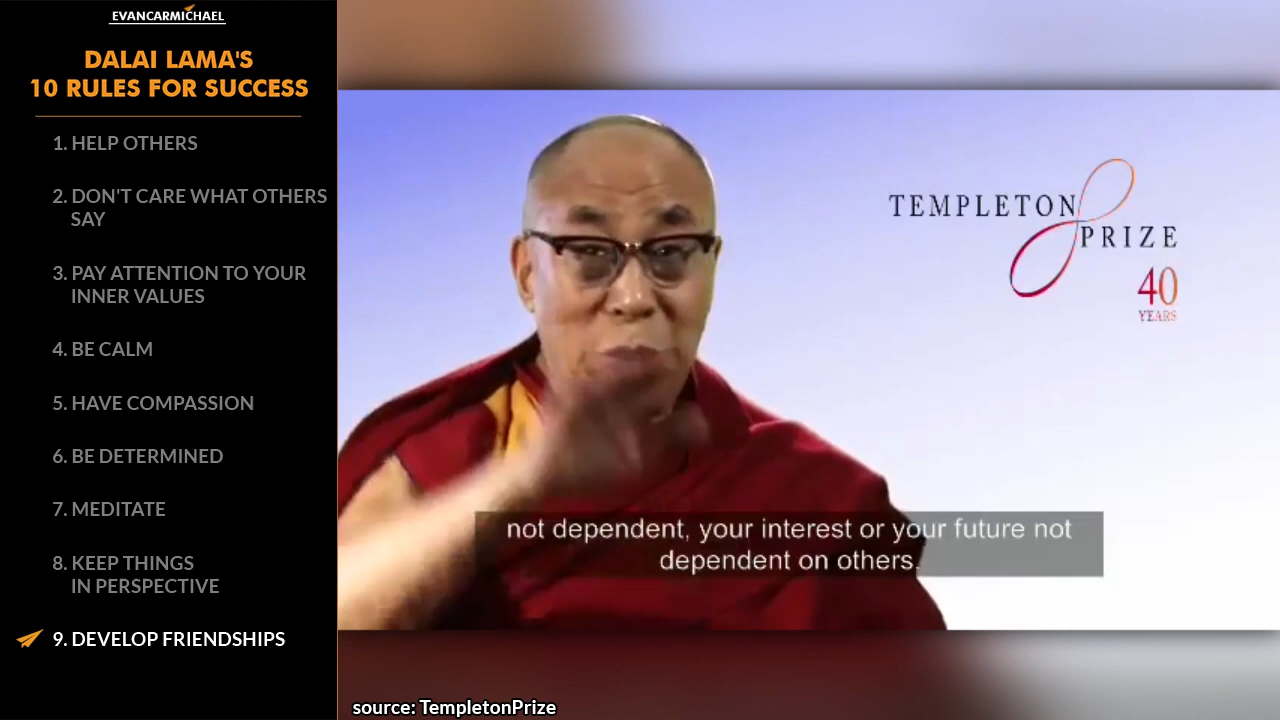 EVANCARMICHAEL
DALAI LAMA'S
10 RULES FOR SUCCESS
1. HELP OTHERS
2. DON'T CARE WHAT OTHERS
SAY
3. PAY ATTENTION TO YOUR
INNER VALUES
4. BE CALM
5. HAVE COMPASSION
6. BE DETERMINED
7. MEDITATE
8. KEEP THINGS
IN PERSPECTIVE
9. DEVELOP FRIENDSHIPS
TEMPLETON
PRIZE
40
YEARS
not dependent, your interest or your future not
dependent on others.
source: TempletonPrize